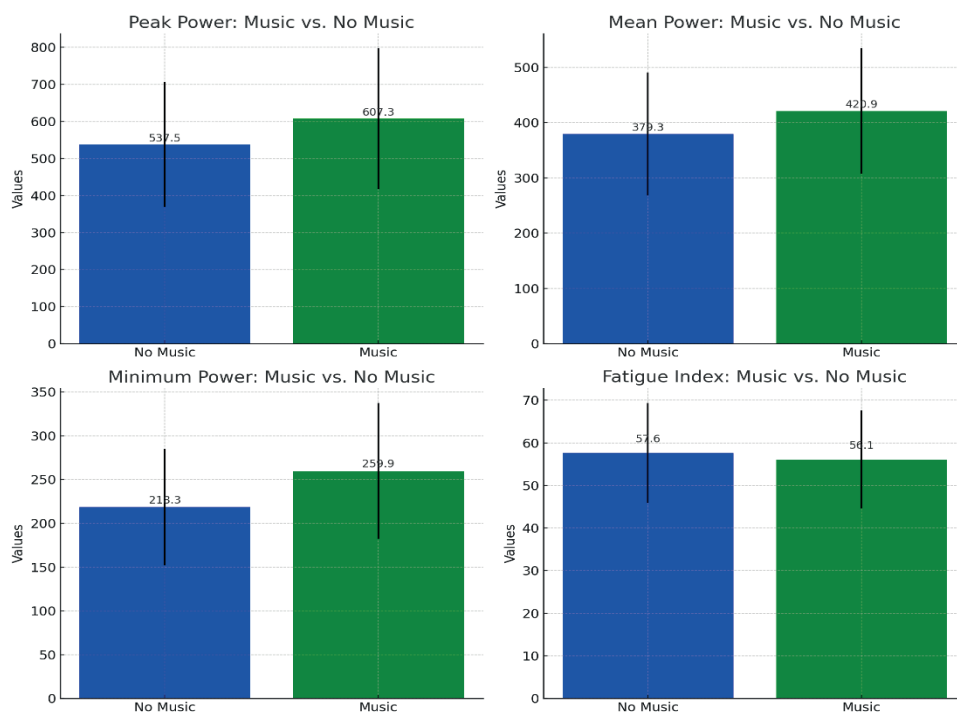 Peak Power: Music vs. No Music
800
700
600
500
400
300
200
100
0
Values
537.5
607.3
No Music
Music
Mean Power: Music vs. No Music
500
400
300
200
100
0
Values
379.3
420.9
No Music
Music
Minimum Power: Music vs. No Music
350
300
250
200
150
100
50
0
Values
218.3
259.9
No Music
Music
Fatigue Index: Music vs. No Music
70
60
50
40
30
20
10
0
Values
57.6
56.1
No Music
Music